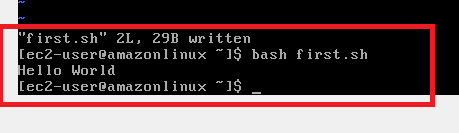 ~
~
"first.sh" 2L, 29B written
[ec2-user@amazonlinux ~]$ bash first.sh
Hello World
[ec2-user@amazonlinux ~]$ _